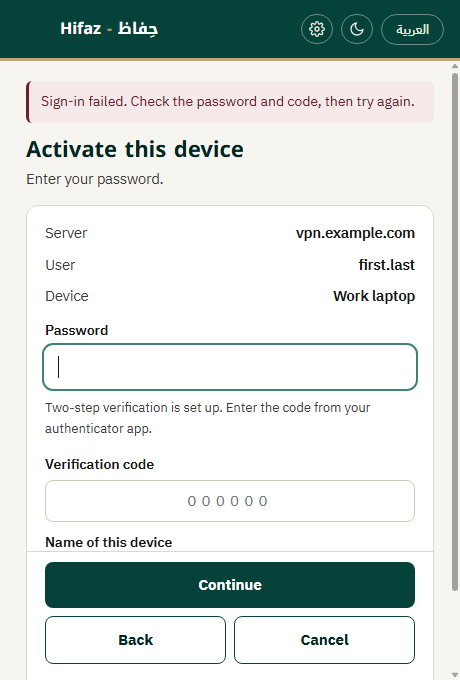 Hifaz - حِفاظ
العربية
Sign-in failed. Check the password and code, then try again.
Activate this device
Enter your password.
Server vpn.example.com
User first.last
Device Work laptop
Password
Two-step verification is set up. Enter the code from your
authenticator app.
Verification code
000000
Name of this device
Continue
Back Cancel